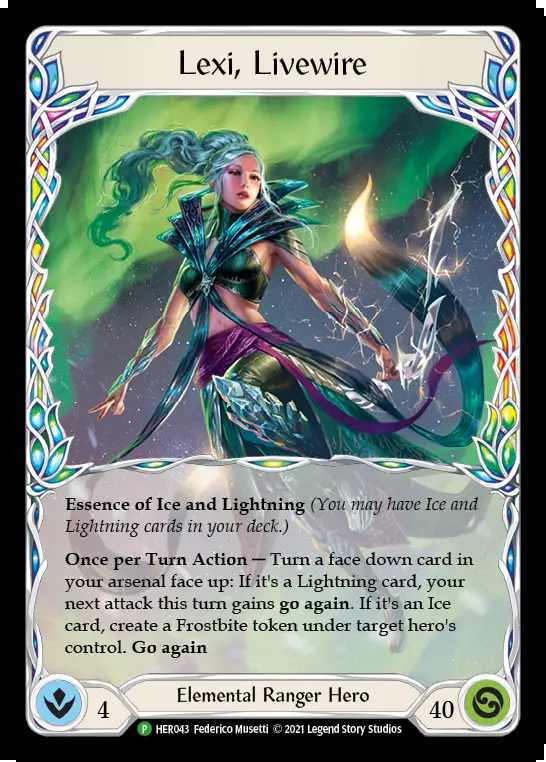 Lexi, Livewire
Essence of Ice and Lightning (You may have Ice and
Lightning cards in your deck.)
Once per Turn Action — Turn a face down card in
your arsenal face up: If it's a Lightning card, your
next attack this turn gains go again. If it's an Ice
card, create a Frostbite token under target hero's
control. Go again
4
Elemental Ranger Hero
40
P HER043 Federico Musetti © 2021 Legend Story Studios